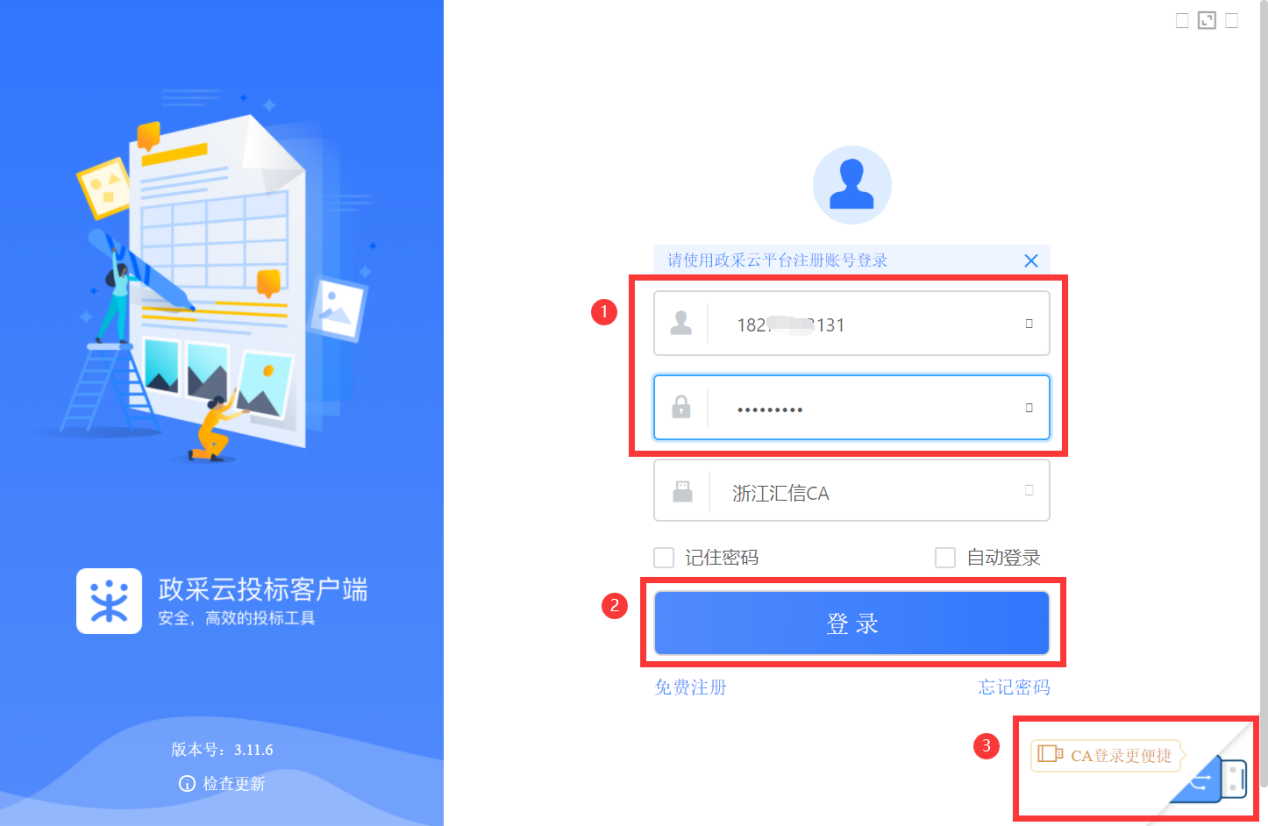 请使用政采云平台注册账号登录
1
182 131
•••••••••
浙江汇信CA
记住密码
自动登录
2
登 录
免费注册
忘记密码
3
CA登录更便捷
政采云投标客户端
安全，高效的投标工具
版本号：3.11.6
检查更新